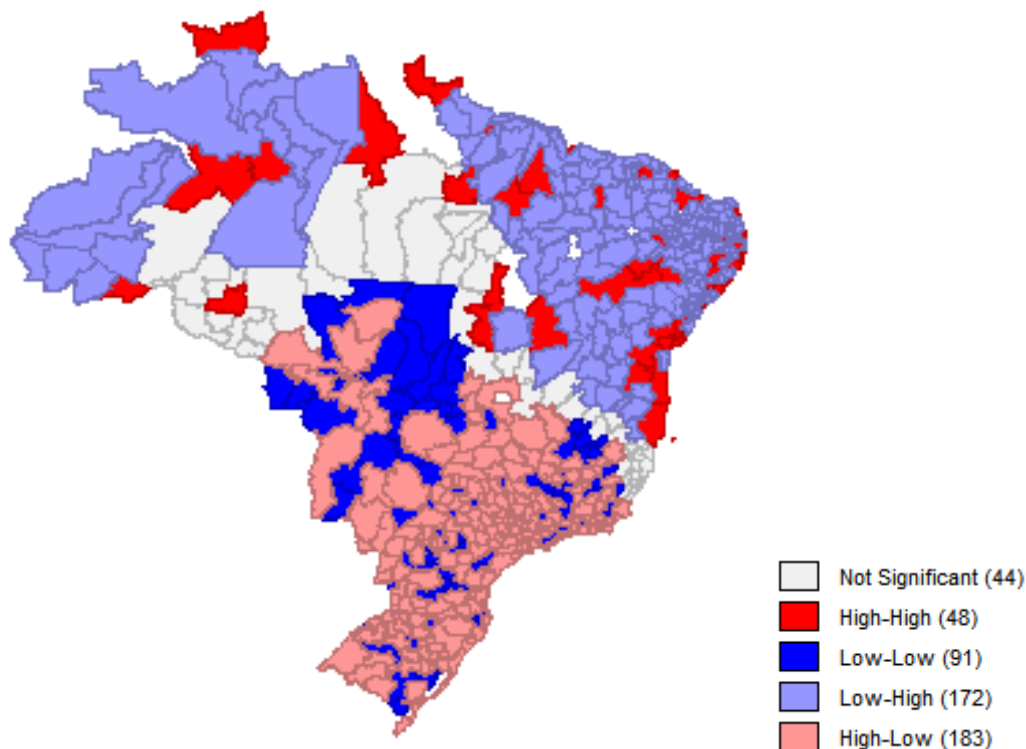 Not Significant (44)
High-High (48)
Low-Low (91)
Low-High (172)
High-Low (183)